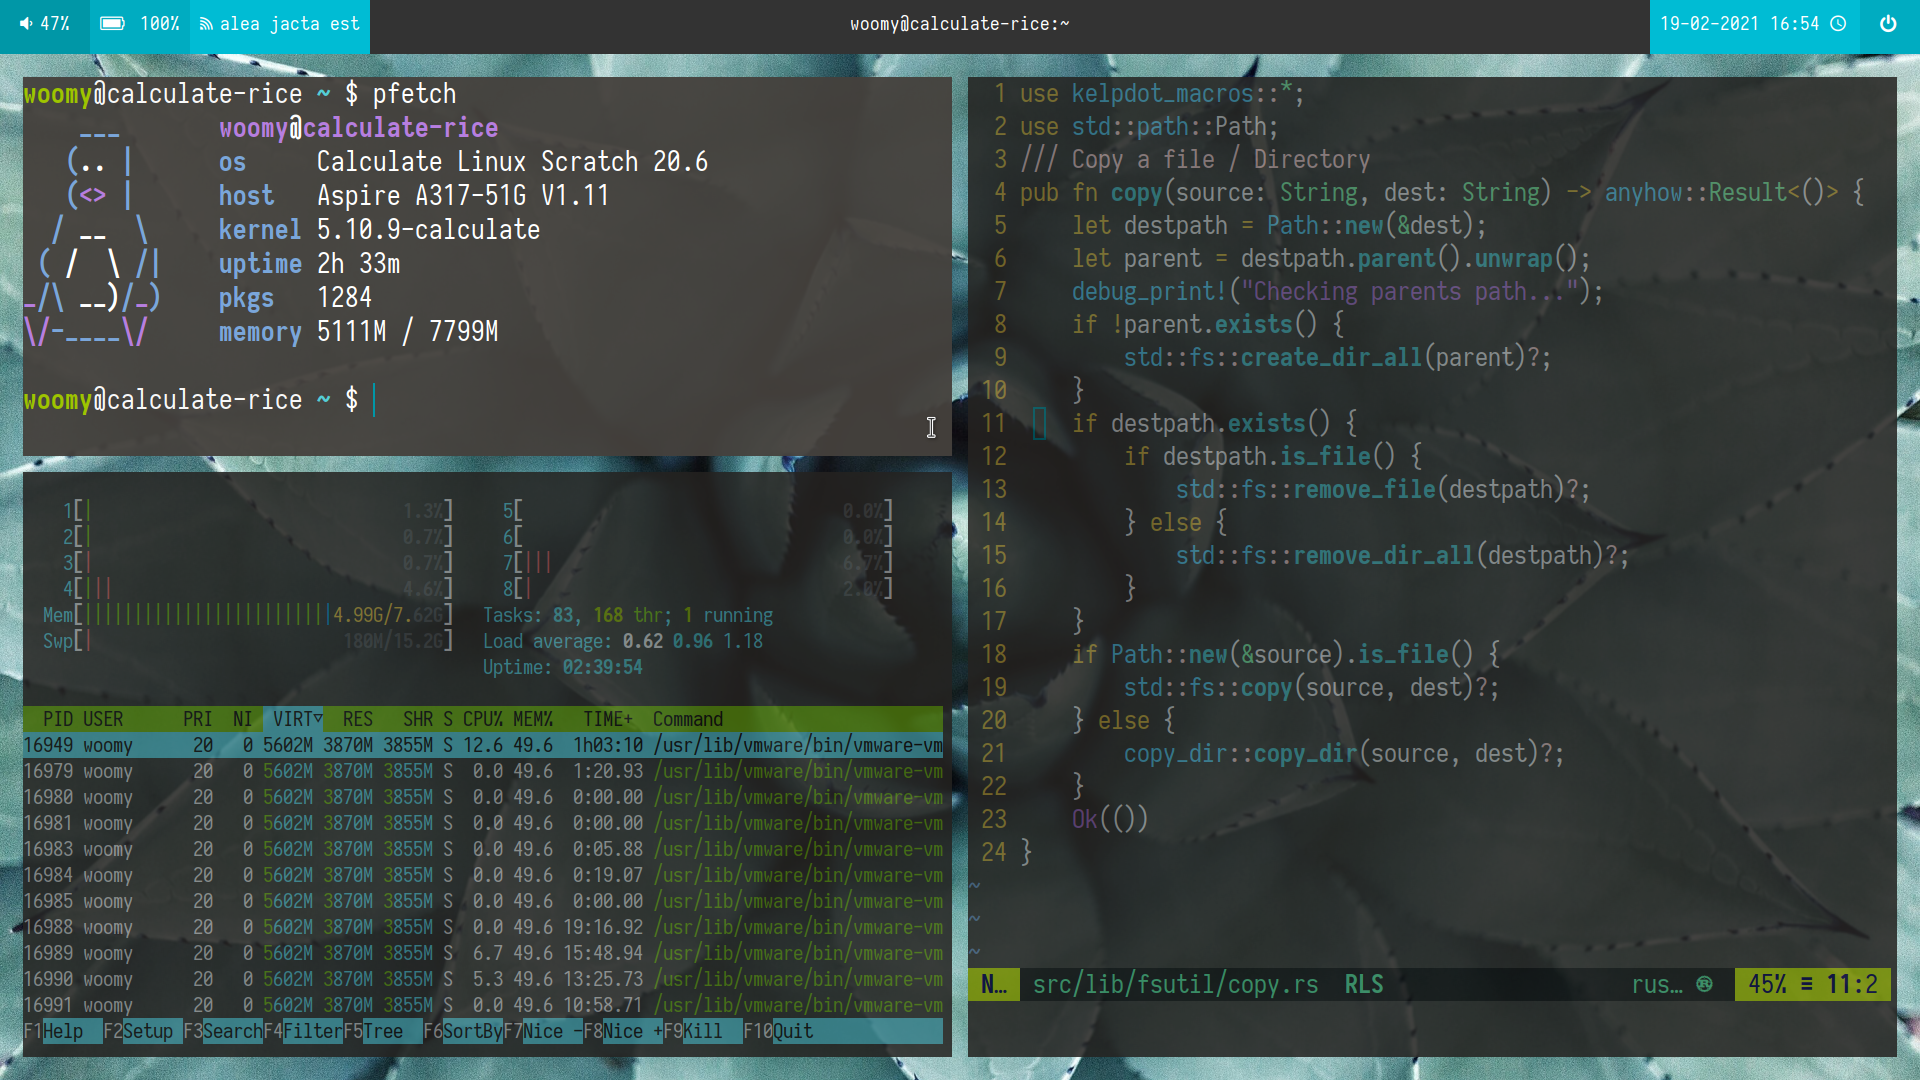 47% 100% alea jacta est woomy@calculate-rice:~ 19-02-2021 16:54
woomy@calculate-rice ~ $ pfetch
woomy@calculate-rice
os Calculate Linux Scratch 20.6
host Aspire A317-51G V1.11
kernel 5.10.9-calculate
uptime 2h 33m
pkgs 1284
memory 5111M / 7799M
woomy@calculate-rice ~ $
1[| 1.3%] 5[ 0.0%]
2[| 0.7%] 6[ 0.0%]
3[| 0.7%] 7[||| 6.7%]
4[||| 4.6%] 8[| 2.0%]
Mem[|||||||||||||||||||||||||4.99G/7.62G] Tasks: 83, 168 thr; 1 running
Swp[| 180M/15.2G] Load average: 0.62 0.96 1.18
Uptime: 02:39:54
PID USER PRI NI VIRT▽ RES SHR S CPU% MEM% TIME+ Command
16949 woomy 20 0 5602M 3870M 3855M S 12.6 49.6 1h03:10 /usr/lib/vmware/bin/vmware-vm
16979 woomy 20 0 5602M 3870M 3855M S 0.0 49.6 1:20.93 /usr/lib/vmware/bin/vmware-vm
16980 woomy 20 0 5602M 3870M 3855M S 0.0 49.6 0:00.00 /usr/lib/vmware/bin/vmware-vm
16981 woomy 20 0 5602M 3870M 3855M S 0.0 49.6 0:00.00 /usr/lib/vmware/bin/vmware-vm
16983 woomy 20 0 5602M 3870M 3855M S 0.0 49.6 0:05.88 /usr/lib/vmware/bin/vmware-vm
16984 woomy 20 0 5602M 3870M 3855M S 0.0 49.6 0:19.07 /usr/lib/vmware/bin/vmware-vm
16985 woomy 20 0 5602M 3870M 3855M S 0.0 49.6 0:00.00 /usr/lib/vmware/bin/vmware-vm
16988 woomy 20 0 5602M 3870M 3855M S 0.0 49.6 19:16.92 /usr/lib/vmware/bin/vmware-vm
16989 woomy 20 0 5602M 3870M 3855M S 6.7 49.6 15:48.94 /usr/lib/vmware/bin/vmware-vm
16990 woomy 20 0 5602M 3870M 3855M S 5.3 49.6 13:25.73 /usr/lib/vmware/bin/vmware-vm
16991 woomy 20 0 5602M 3870M 3855M S 0.0 49.6 10:58.71 /usr/lib/vmware/bin/vmware-vm
F1Help F2Setup F3Search F4Filter F5Tree F6SortBy F7Nice - F8Nice + F9Kill F10Quit
1 use kelpdot_macros::*;
2 use std::path::Path;
3 /// Copy a file / Directory
4 pub fn copy(source: String, dest: String) -> anyhow::Result<()> {
5     let destpath = Path::new(&dest);
6     let parent = destpath.parent().unwrap();
7     debug_print!("Checking parents path...");
8     if !parent.exists() {
9         std::fs::create_dir_all(parent)?;
10     }
11     if destpath.exists() {
12         if destpath.is_file() {
13             std::fs::remove_file(destpath)?;
14         } else {
15             std::fs::remove_dir_all(destpath)?;
16         }
17     }
18     if Path::new(&source).is_file() {
19         std::fs::copy(source, dest)?;
20     } else {
21         copy_dir::copy_dir(source, dest)?;
22     }
23     Ok(())
24 }
~
~
~
N… src/lib/fsutil/copy.rs RLS rus… 45% ≡ 11:2